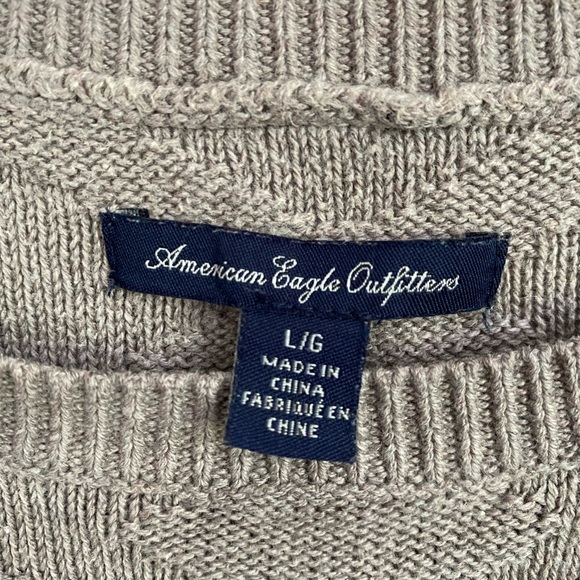 American Eagle Outfitters
L/G
MADE IN
CHINA
FABRIQUÉ EN
CHINE